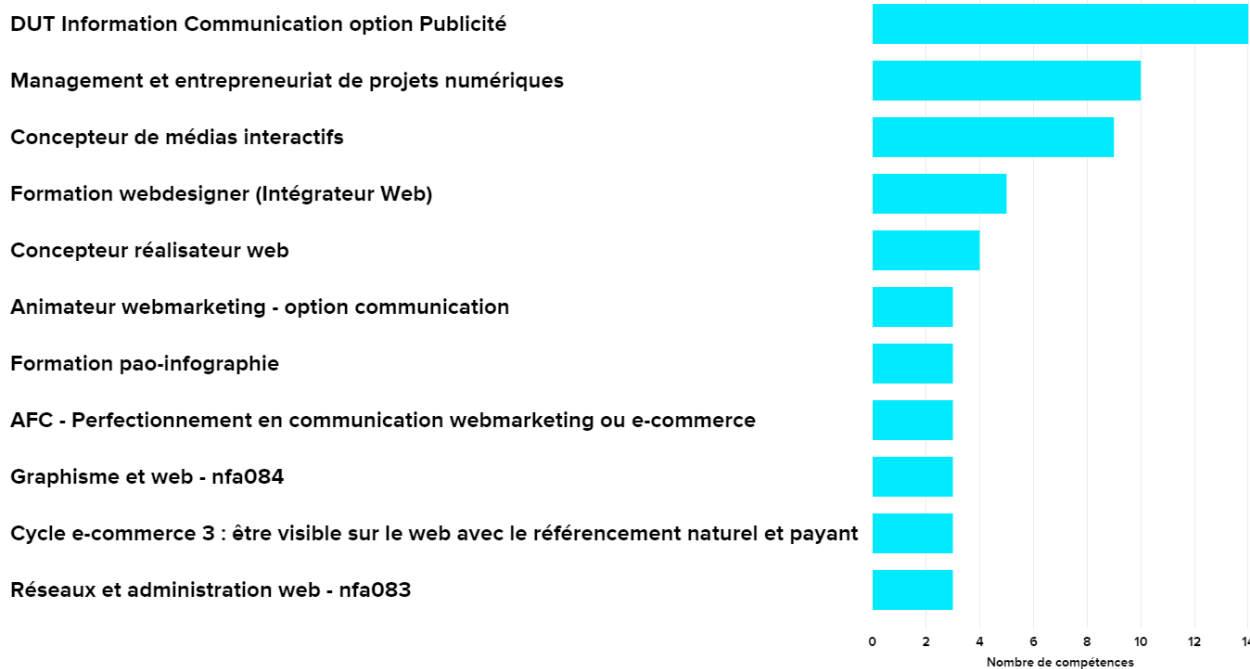 DUT Information Communication option Publicité
Management et entrepreneuriat de projets numériques
Concepteur de médias interactifs
Formation webdesigner (Intégrateur Web)
Concepteur réalisateur web
Animateur webmarketing - option communication
Formation pao-infographie
AFC - Perfectionnement en communication webmarketing ou e-commerce
Graphisme et web - nfa084
Cycle e-commerce 3 : être visible sur le web avec le référencement naturel et payant
Réseaux et administration web - nfa083
0 2 4 6 8 10 12 14
Nombre de compétences